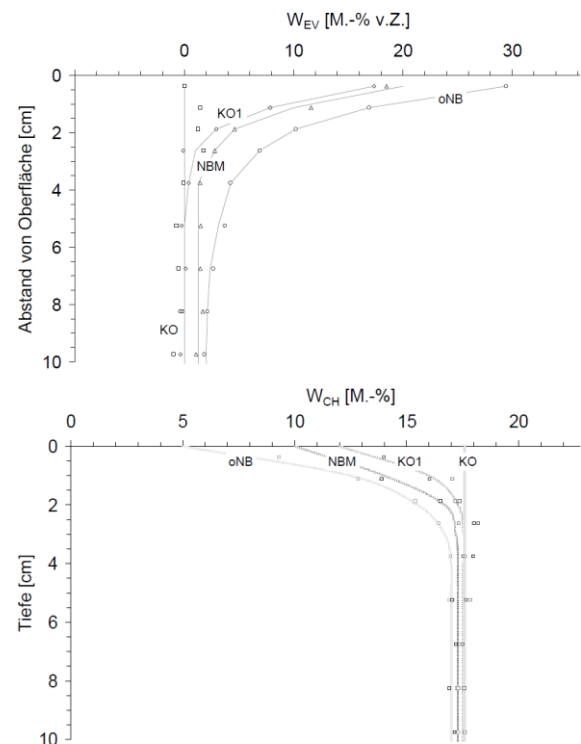 W_EV [M.-% v.Z.]
0 10 20 30
0
2
4
6
8
10
Abstand von Oberfläche [cm]
KO1
oNB
NBM
KO
W_CH [M.-%]
0 5 10 15 20
0
2
4
6
8
10
Tiefe [cm]
oNB NBM KO1 KO